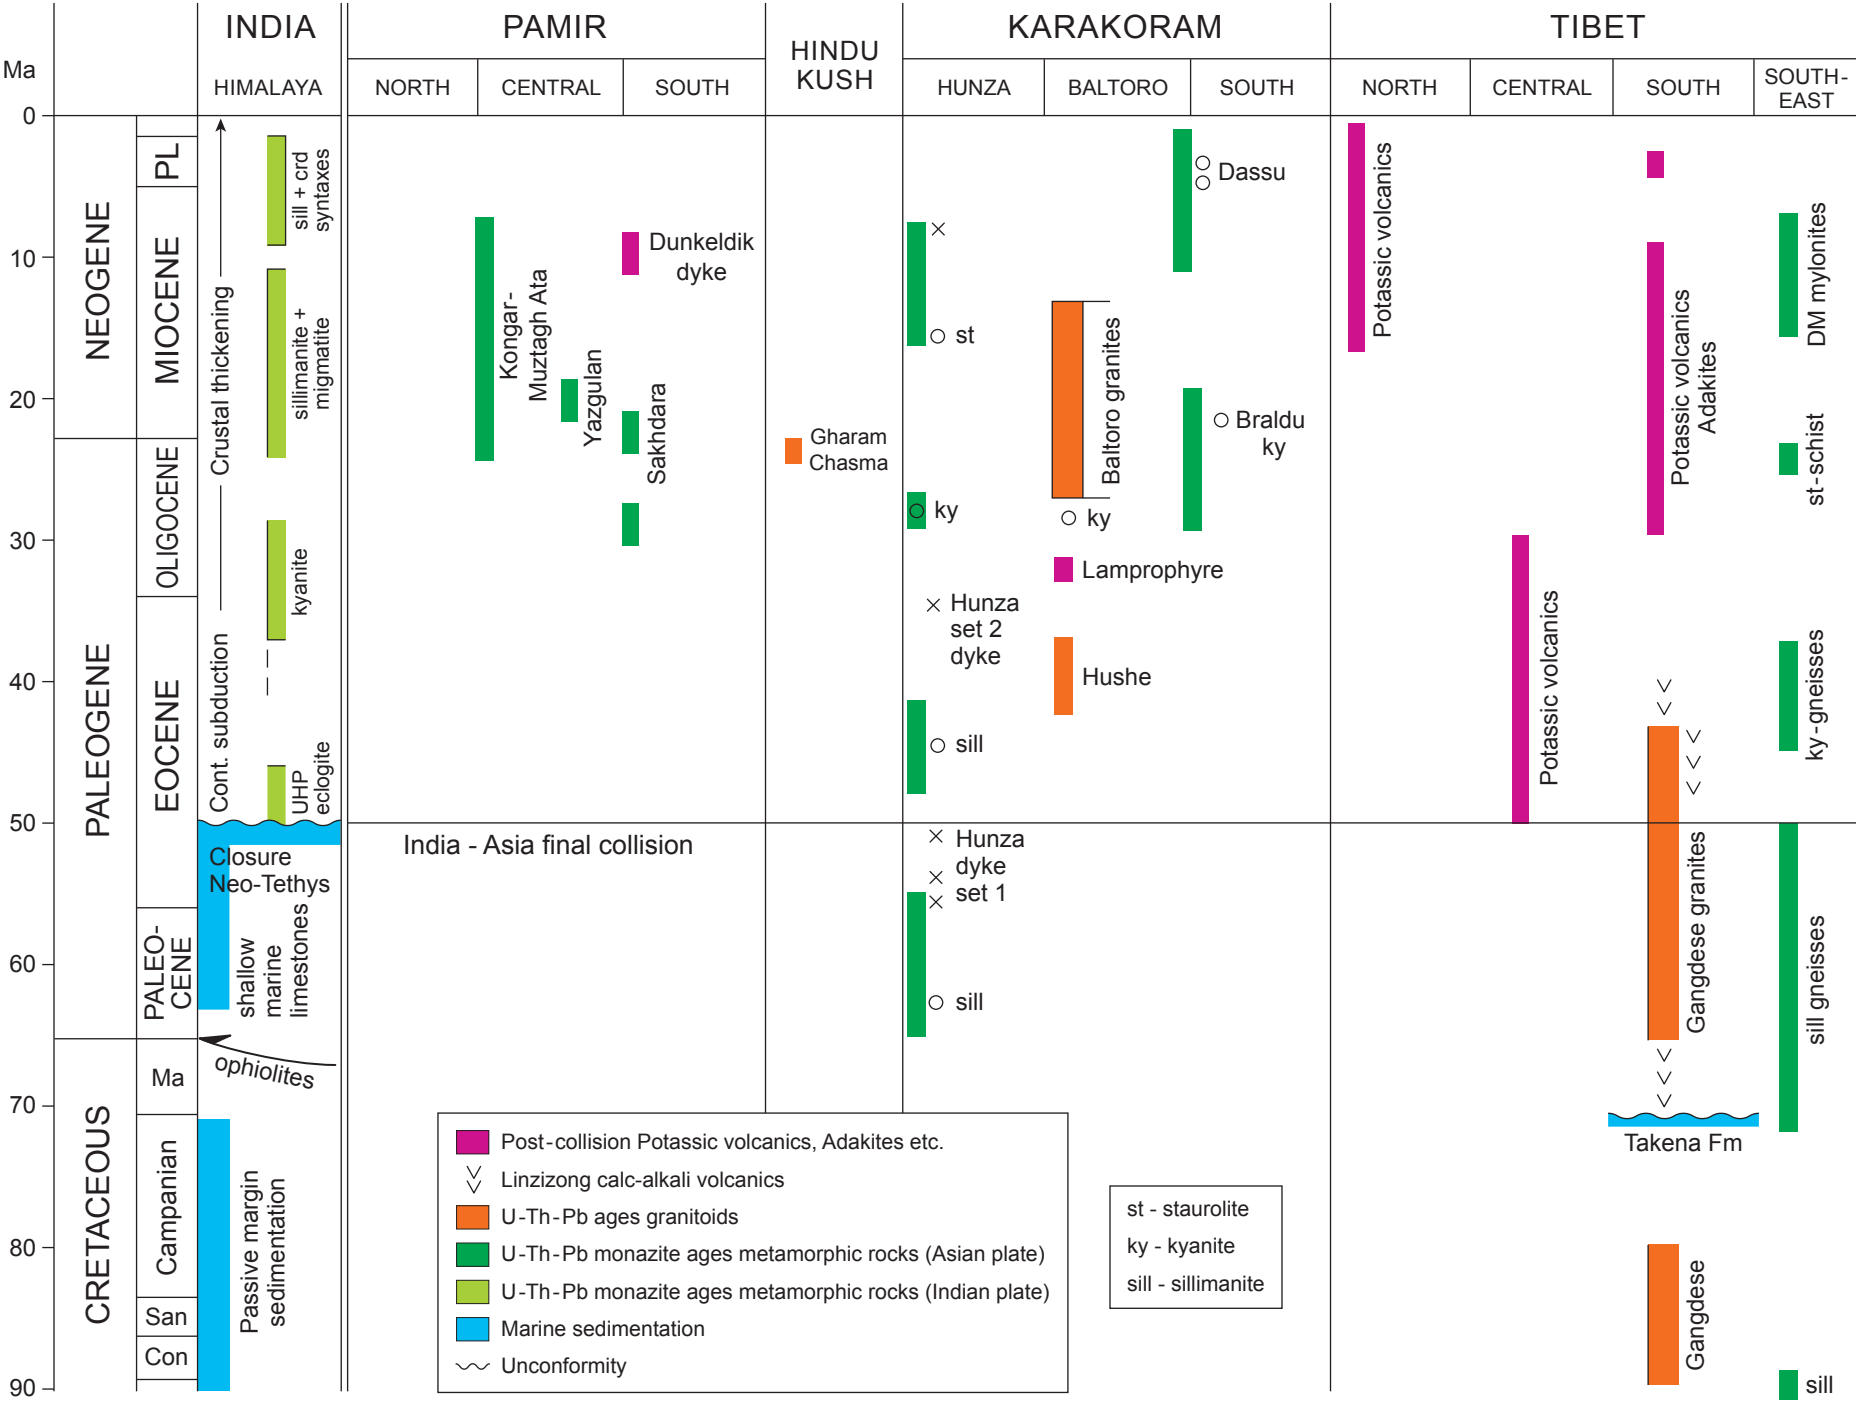 INDIA
PAMIR
HINDU
KUSH
KARAKORAM
TIBET
Ma
HIMALAYA
NORTH
CENTRAL
SOUTH
HUNZA
BALTORO
SOUTH
NORTH
CENTRAL
SOUTH
SOUTH-
EAST
0
10
20
30
40
50
60
70
80
90
NEOGENE
PALEOGENE
CRETACEOUS
PL
MIOCENE
OLIGOCENE
EOCENE
PALEO-
CENE
Ma
Campanian
San
Con
Crustal thickening
Cont. subduction
sill + crd
syntaxes
sillimanite +
migmatite
kyanite
UHP
eclogite
Closure
Neo-Tethys
shallow
marine
limestones
ophiolites
Passive margin
sedimentation
Kongar-
Muztagh Ata
Yazgulan
Dunkeldik
dyke
Sakhdara
India - Asia final collision
Gharam
Chasma
st
ky
Hunza
set 2
dyke
sill
Hunza
dyke
set 1
sill
Baltoro granites
ky
Lamprophyre
Hushe
Dassu
Braldu
ky
Potassic volcanics
Potassic volcanics
Potassic volcanics
Adakites
Gangdese granites
Takena Fm
Gangdese
DM mylonites
st-schist
ky-gneisses
sill gneisses
sill
Post-collision Potassic volcanics, Adakites etc.
Linzizong calc-alkali volcanics
U-Th-Pb ages granitoids
U-Th-Pb monazite ages metamorphic rocks (Asian plate)
U-Th-Pb monazite ages metamorphic rocks (Indian plate)
Marine sedimentation
Unconformity
st - staurolite
ky - kyanite
sill - sillimanite